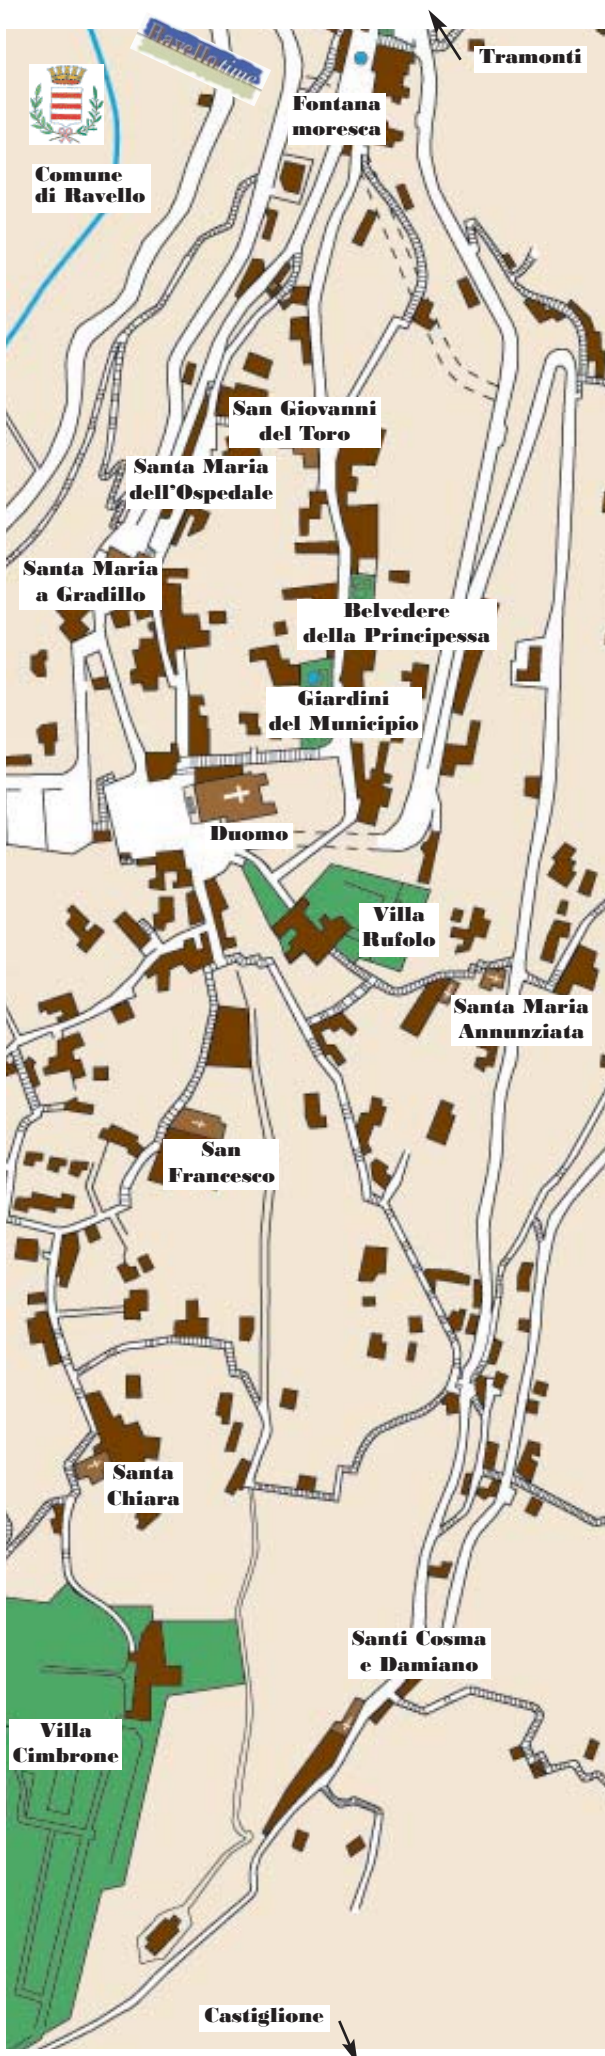 Ravellotime
Tramonti
Fontana
moresca
Comune
di Ravello
San Giovanni
del Toro
Santa Maria
dell'Ospedale
Santa Maria
a Gradillo
Belvedere
della Principessa
Giardini
del Municipio
Duomo
Villa
Rufolo
Santa Maria
Annunziata
San
Francesco
Santa
Chiara
Santi Cosma
e Damiano
Villa
Cimbrone
Castiglione